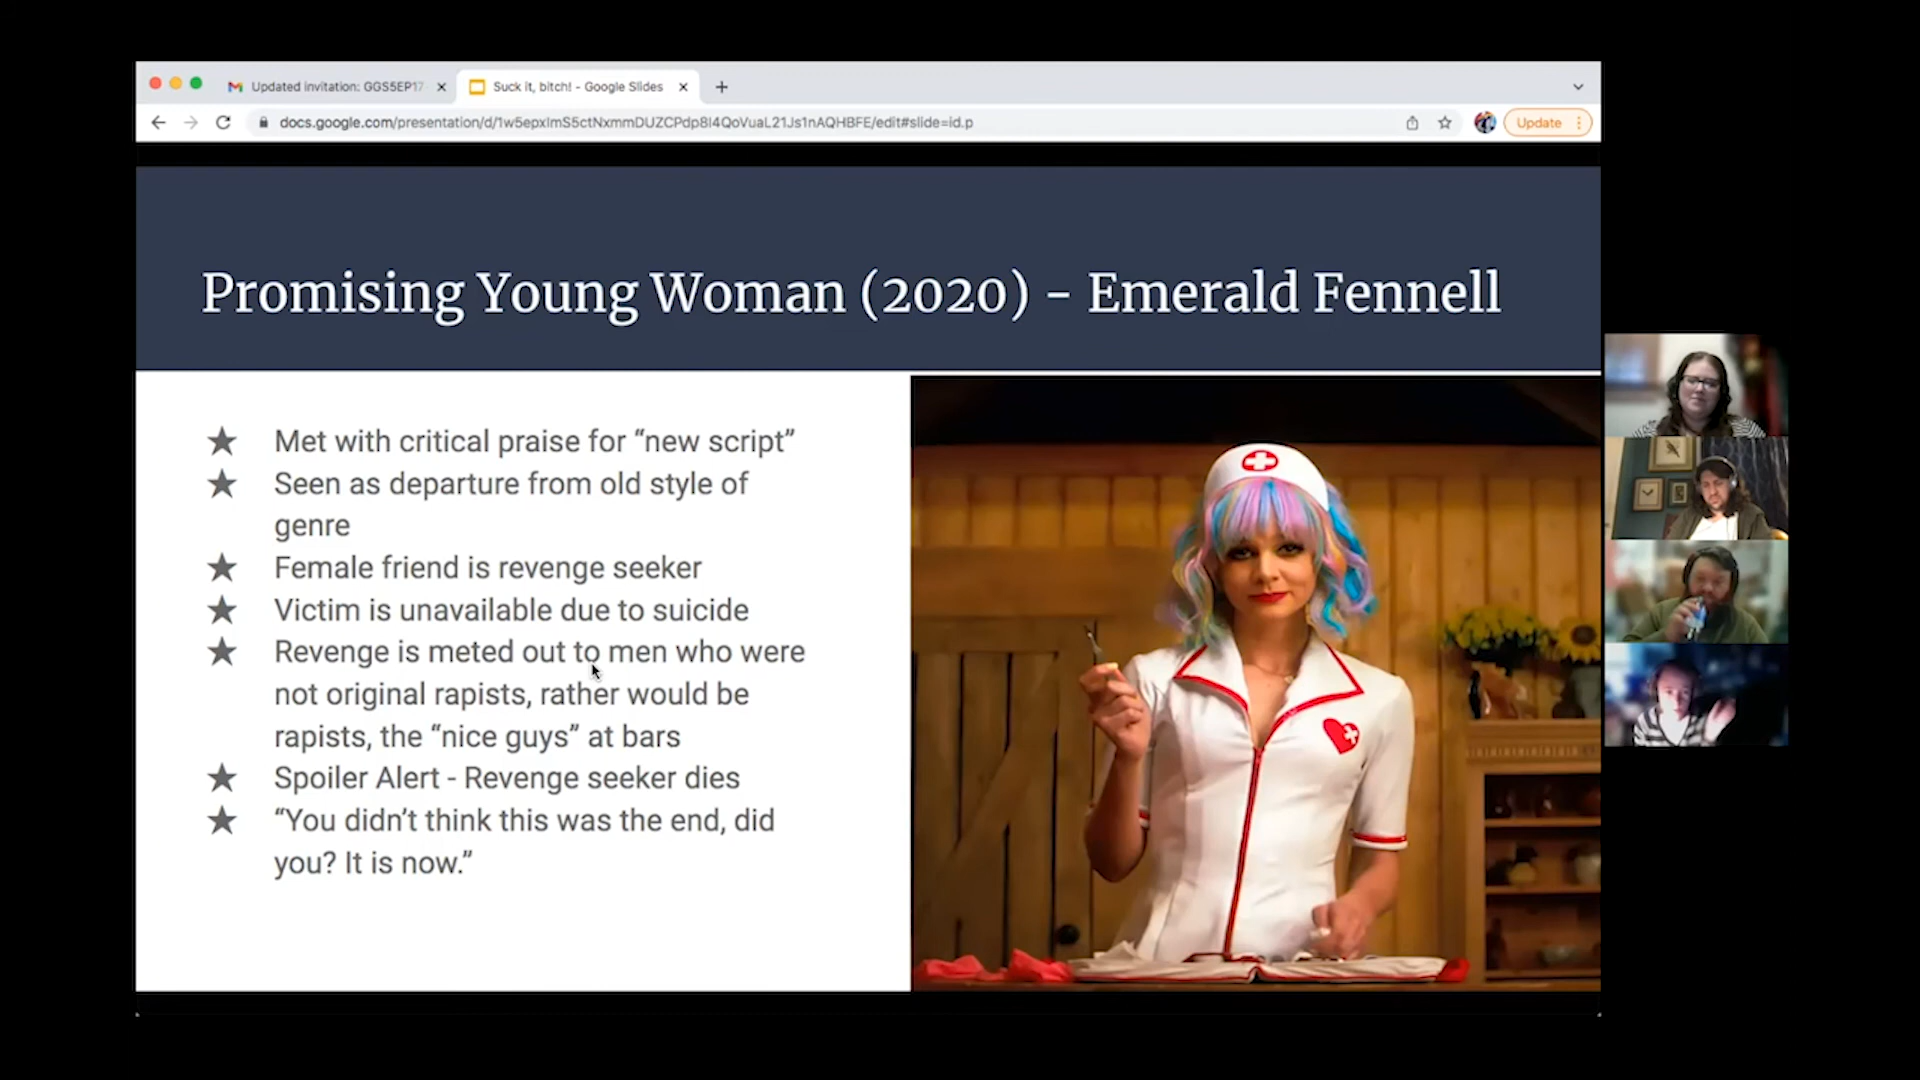 Updated invitation: GGS5EP17
Suck it, bitch! - Google Slides
docs.google.com/presentation/d/1w5epxlmS5ctNxmmDUZCPdp8I4QoVuaL21Js1nAQHBFE/edit#slide=id.p
Update
Promising Young Woman (2020) - Emerald Fennell
★ Met with critical praise for “new script”
★ Seen as departure from old style of
genre
★ Female friend is revenge seeker
★ Victim is unavailable due to suicide
★ Revenge is meted out to men who were
not original rapists, rather would be
rapists, the “nice guys” at bars
★ Spoiler Alert - Revenge seeker dies
★ “You didn’t think this was the end, did
you? It is now.”